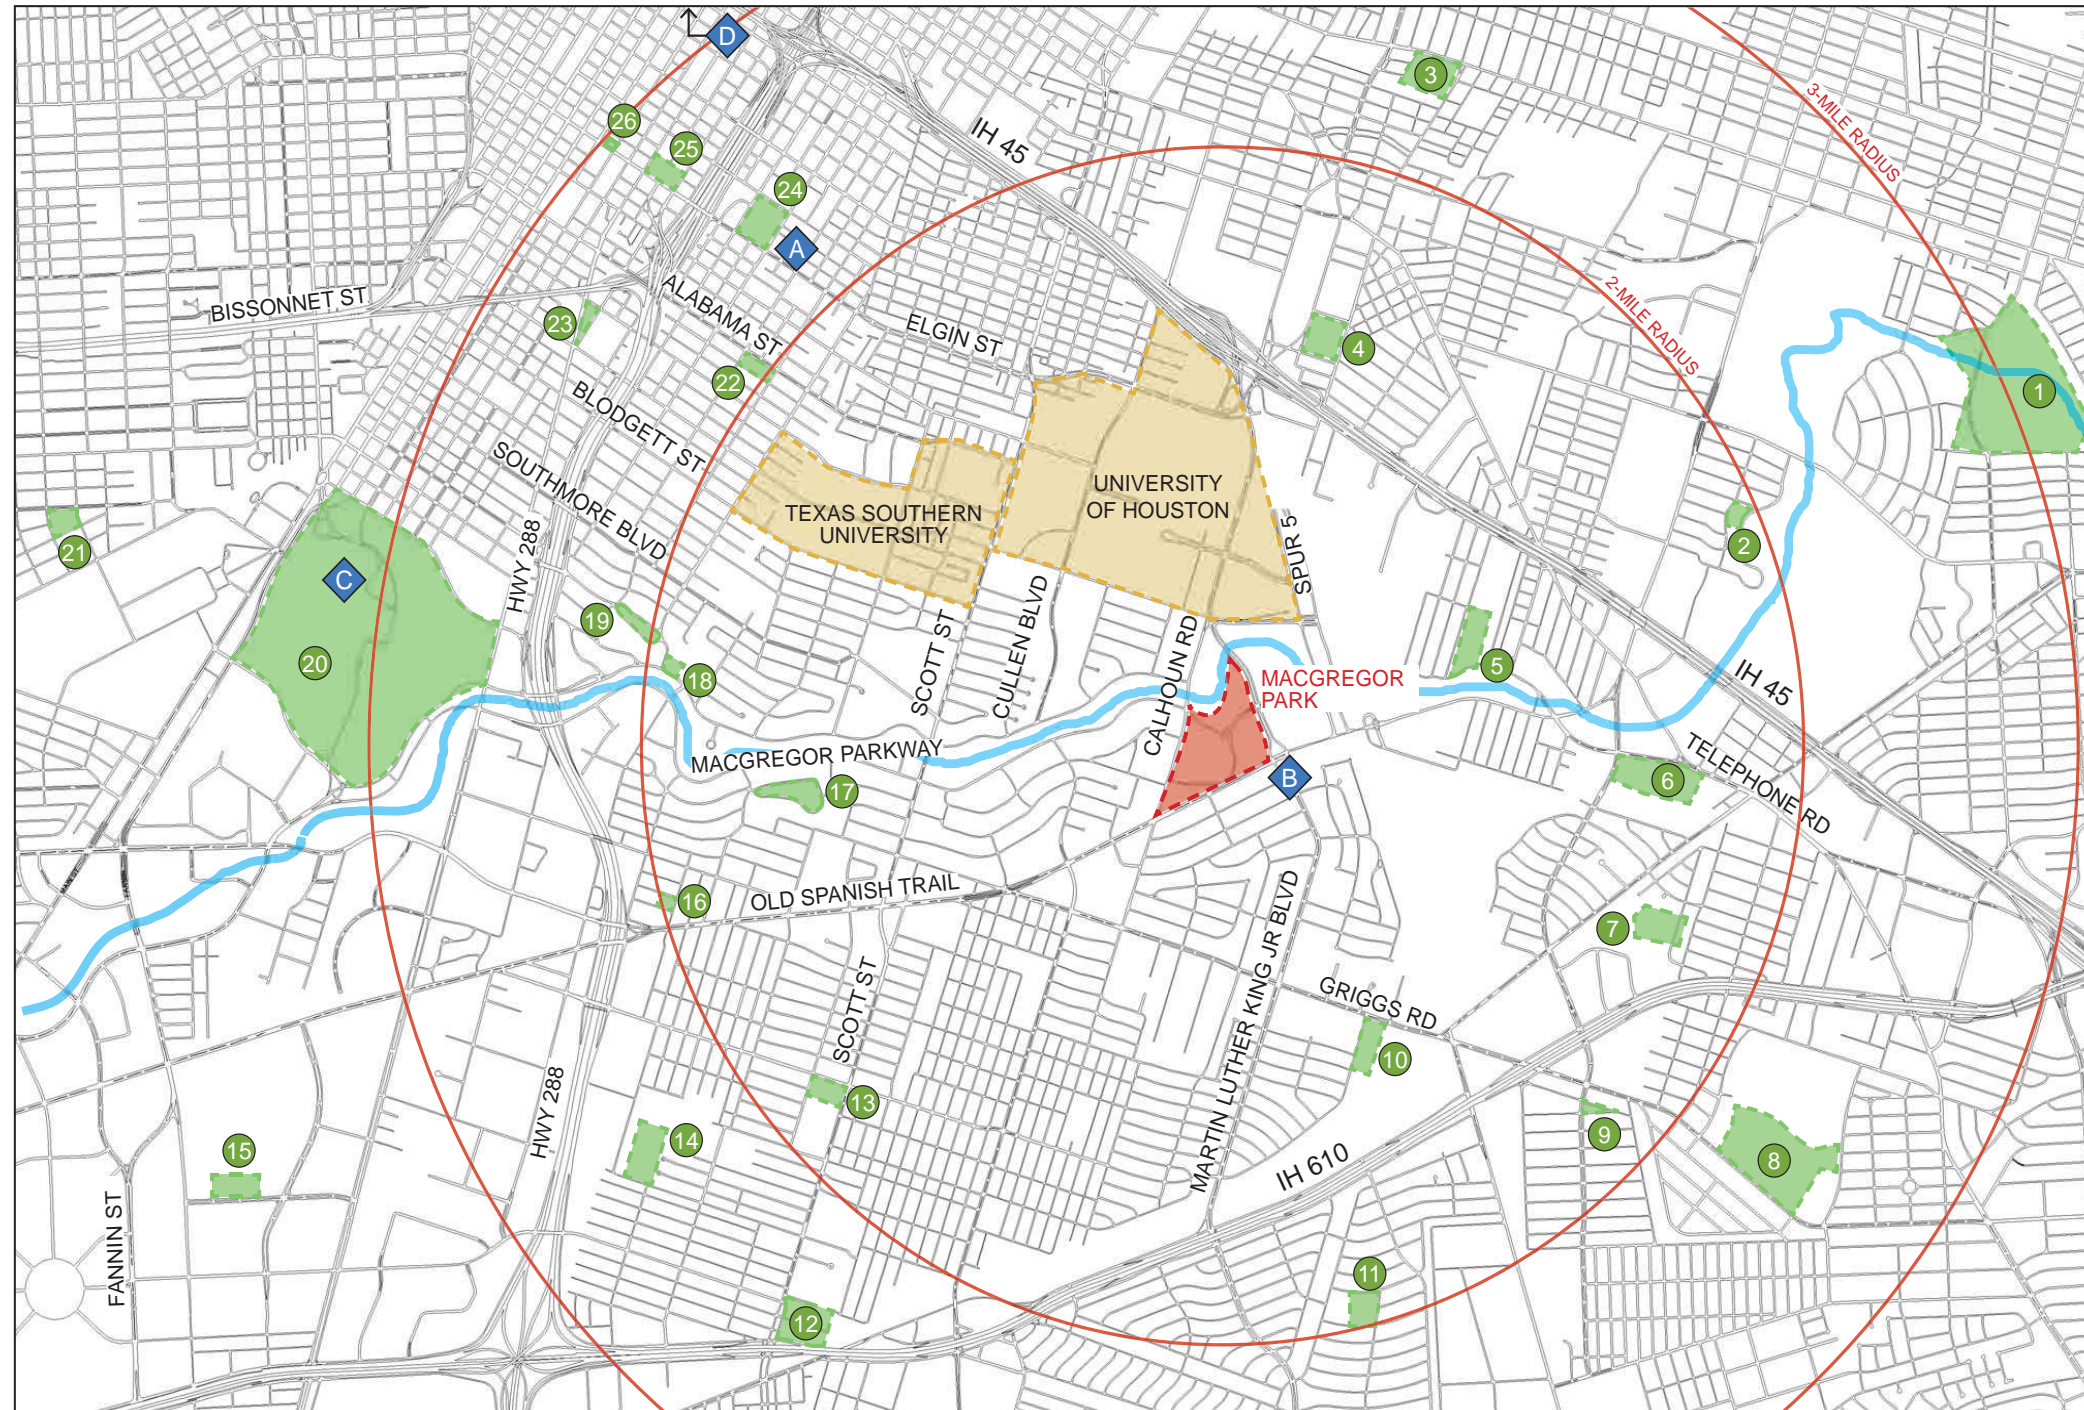 D
3
3-MILE RADIUS
26
IH 45
25
24
A
2-MILE RADIUS
BISSONNET ST
ALABAMA ST
23
ELGIN ST
4
22
1
BLODGETT ST
SOUTHMORE BLVD
UNIVERSITY
OF HOUSTON
TEXAS SOUTHERN
UNIVERSITY
21
HWY 288
SPUR 5
2
C
19
CULLEN BLVD
SCOTT ST
CALHOUN RD
20
18
5
MACGREGOR
PARK
IH 45
MACGREGOR PARKWAY
B
6
TELEPHONE RD
17
MAIN ST
FANNIN ST
OLD SPANISH TRAIL
16
7
SCOTT ST
MARTIN LUTHER KING JR BLVD
GRIGGS RD
10
HWY 288
13
14
15
9
8
IH 610
FANNIN ST
11
12